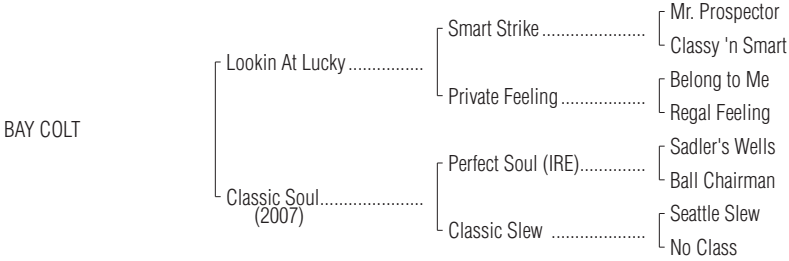 Mr. Prospector
Smart Strike ......................
Classy 'n Smart
Lookin At Lucky ................
Belong to Me
Private Feeling ..................
Regal Feeling
BAY COLT
Sadler's Wells
Perfect Soul (IRE)..............
Ball Chairman
Classic Soul......................
(2007)
Seattle Slew
Classic Slew ....................
No Class